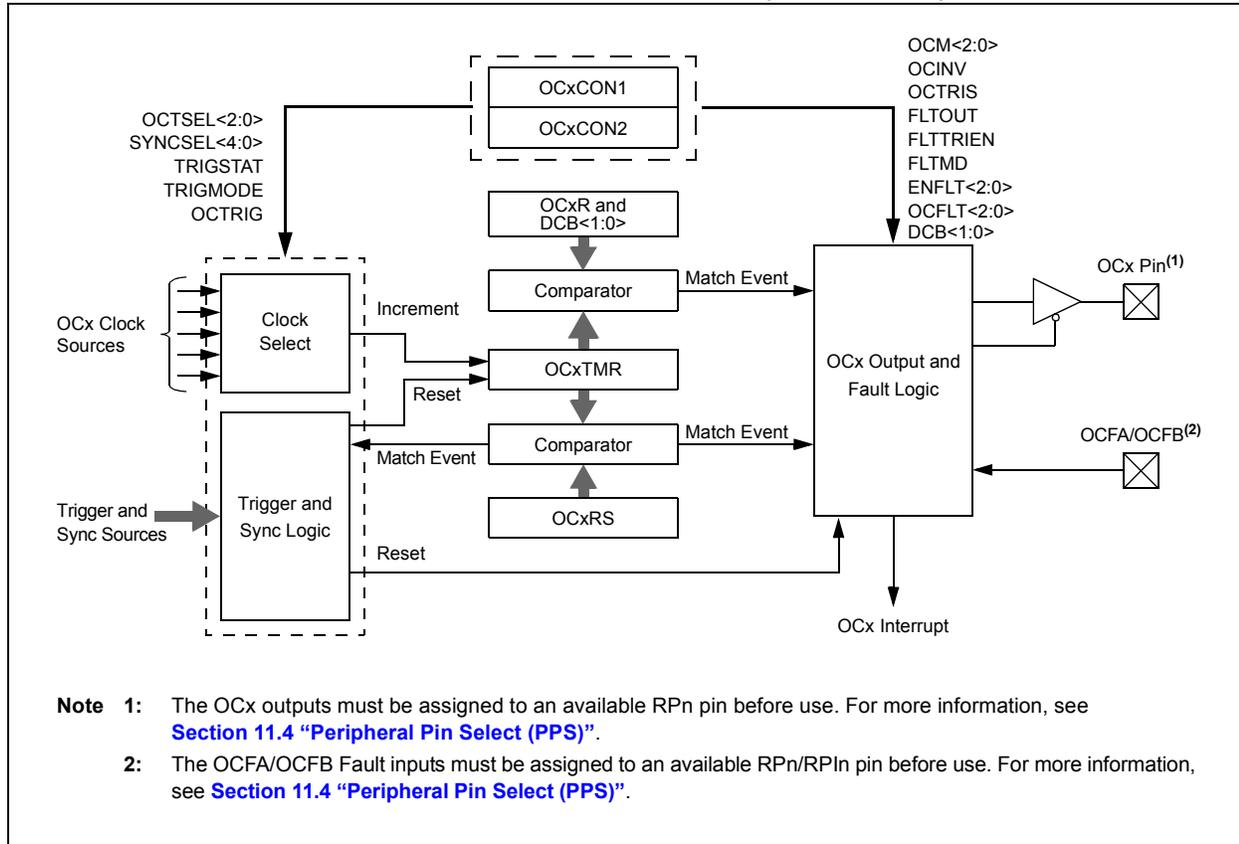 OCxCON1
OCxCON2
OCTSEL<2:0>
SYNCSEL<4:0>
TRIGSTAT
TRIGMODE
OCTRIG
OCM<2:0>
OCINV
OCTRIS
FLTOUT
FLTTRIEN
FLTMD
ENFLT<2:0>
OCFLT<2:0>
DCB<1:0>
OCxR and
DCB<1:0>
Comparator
Match Event
OCx Clock
Sources
Clock
Select
Increment
OCxTMR
Reset
OCx Output and
Fault Logic
OCx Pin(1)
Comparator
Match Event
Match Event
OCFA/OCFB(2)
Trigger and
Sync Sources
Trigger and
Sync Logic
OCxRS
Reset
OCx Interrupt
Note 1: The OCx outputs must be assigned to an available RPn pin before use. For more information, see
Section 11.4 “Peripheral Pin Select (PPS)”.
2: The OCFA/OCFB Fault inputs must be assigned to an available RPn/RPIn pin before use. For more information,
see Section 11.4 “Peripheral Pin Select (PPS)”.